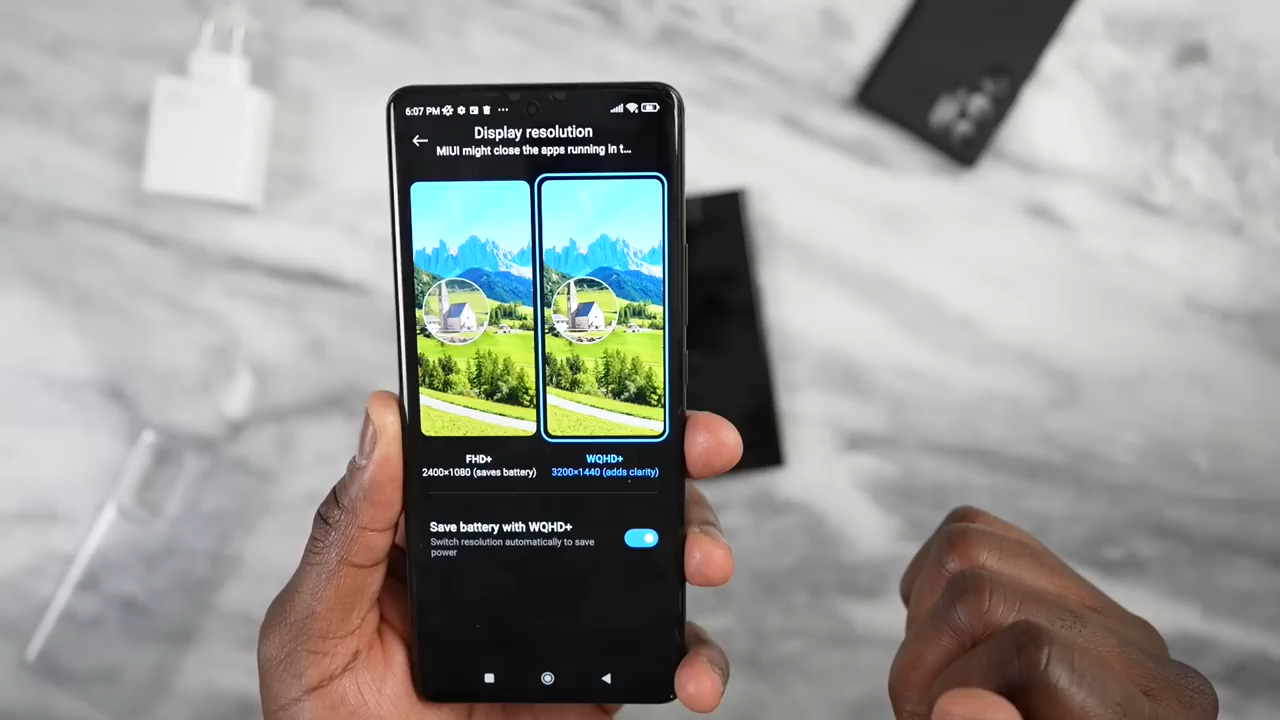 6:07 PM
Display resolution
MIUI might close the apps running in t...
FHD+
2400×1080 (saves battery)
WQHD+
3200×1440 (adds clarity)
Save battery with WQHD+
Switch resolution automatically to save
power